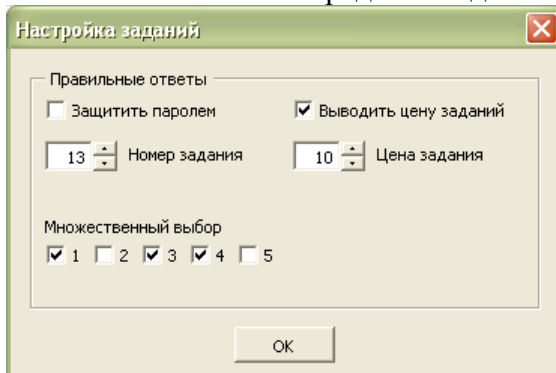 Настройка заданий
Правильные ответы
Защитить паролем Выводить цену заданий
13 Номер задания 10 Цена задания
Множественный выбор
1 2 3 4 5
OK